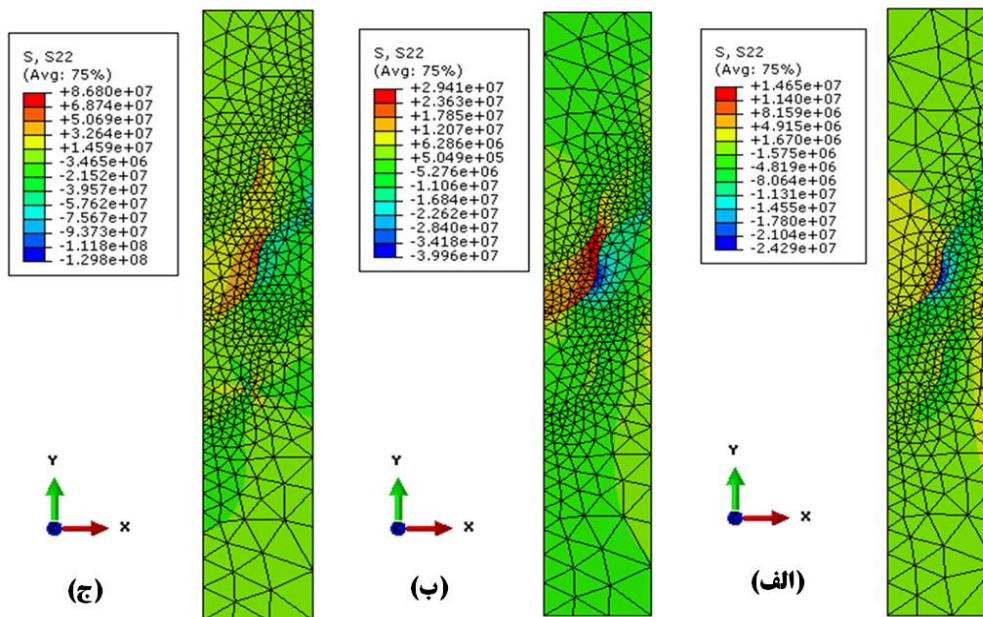 S, S22
(Avg: 75%)
+8.680e+07
+6.874e+07
+5.069e+07
+3.264e+07
+1.459e+07
-3.465e+06
-2.152e+07
-3.957e+07
-5.762e+07
-7.567e+07
-9.373e+07
-1.118e+08
-1.298e+08
Y
X
(ج)
S, S22
(Avg: 75%)
+2.941e+07
+2.363e+07
+1.785e+07
+1.207e+07
+6.286e+06
+5.049e+05
-5.276e+06
-1.106e+07
-1.684e+07
-2.262e+07
-2.840e+07
-3.418e+07
-3.996e+07
Y
X
(ب)
S, S22
(Avg: 75%)
+1.465e+07
+1.140e+07
+8.159e+06
+4.915e+06
+1.670e+06
-1.575e+06
-4.819e+06
-8.064e+06
-1.131e+07
-1.455e+07
-1.780e+07
-2.104e+07
-2.429e+07
Y
X
(الف)